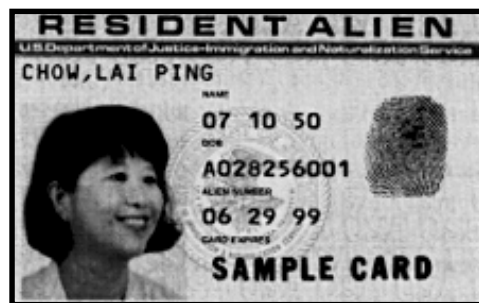 RESIDENT ALIEN
U.S. Department of Justice-Immigration and Naturalization Service
CHOW, LAI PING
NAME
07 10 50
DOB
A028256001
ALIEN NUMBER
06 29 99
CARD EXPIRES
SAMPLE CARD